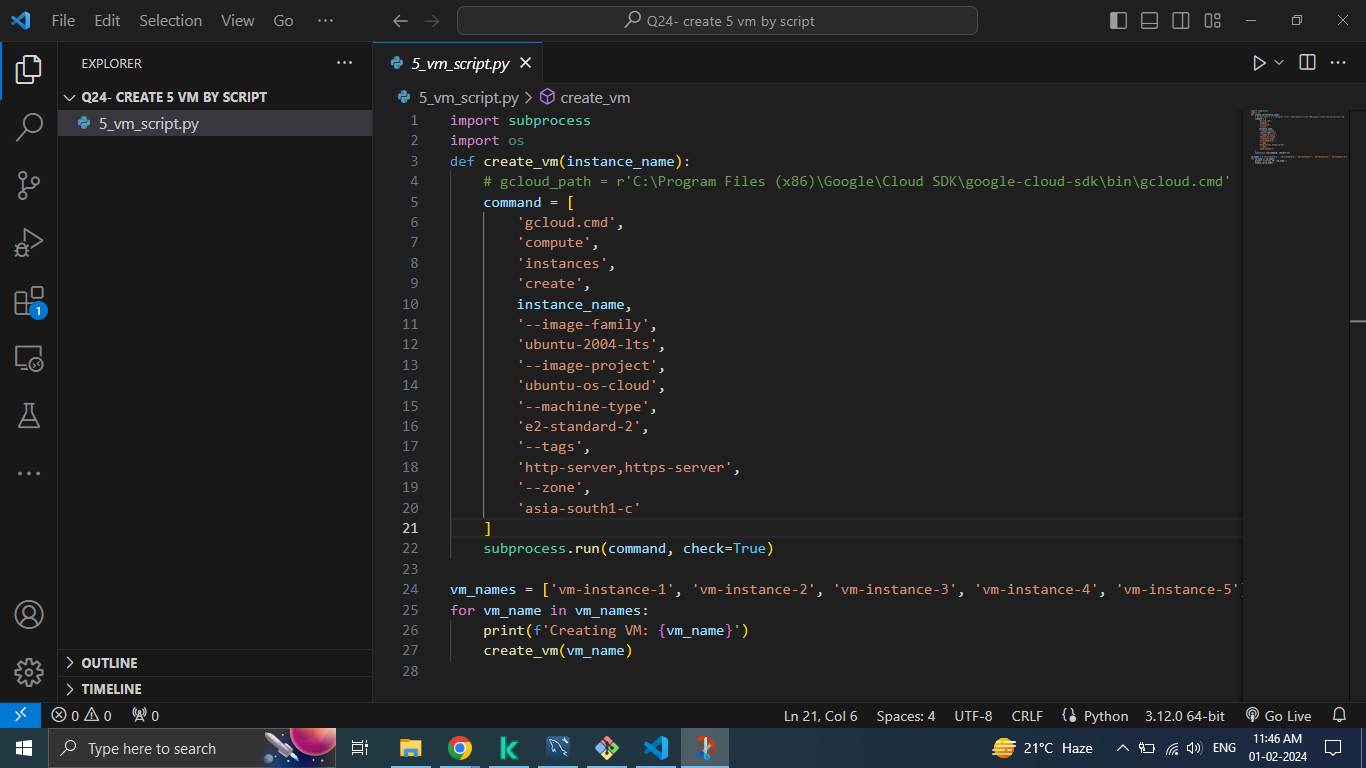 File Edit Selection View Go ···
Q24- create 5 vm by script
EXPLORER
Q24- CREATE 5 VM BY SCRIPT
5_vm_script.py
OUTLINE
TIMELINE
1
5_vm_script.py
5_vm_script.py > create_vm
1 import subprocess
2 import os
3 def create_vm(instance_name):
4 # gcloud_path = r'C:\Program Files (x86)\Google\Cloud SDK\google-cloud-sdk\bin\gcloud.cmd'
5 command = [
6 'gcloud.cmd',
7 'compute',
8 'instances',
9 'create',
10 instance_name,
11 '--image-family',
12 'ubuntu-2004-lts',
13 '--image-project',
14 'ubuntu-os-cloud',
15 '--machine-type',
16 'e2-standard-2',
17 '--tags',
18 'http-server,https-server',
19 '--zone',
20 'asia-south1-c'
21 ]
22 subprocess.run(command, check=True)
23
24 vm_names = ['vm-instance-1', 'vm-instance-2', 'vm-instance-3', 'vm-instance-4', 'vm-instance-5']
25 for vm_name in vm_names:
26 print(f'Creating VM: {vm_name}')
27 create_vm(vm_name)
28
0 0 0
Ln 21, Col 6 Spaces: 4 UTF-8 CRLF Python 3.12.0 64-bit Go Live
Type here to search
21°C Haze
ENG
11:46 AM
01-02-2024